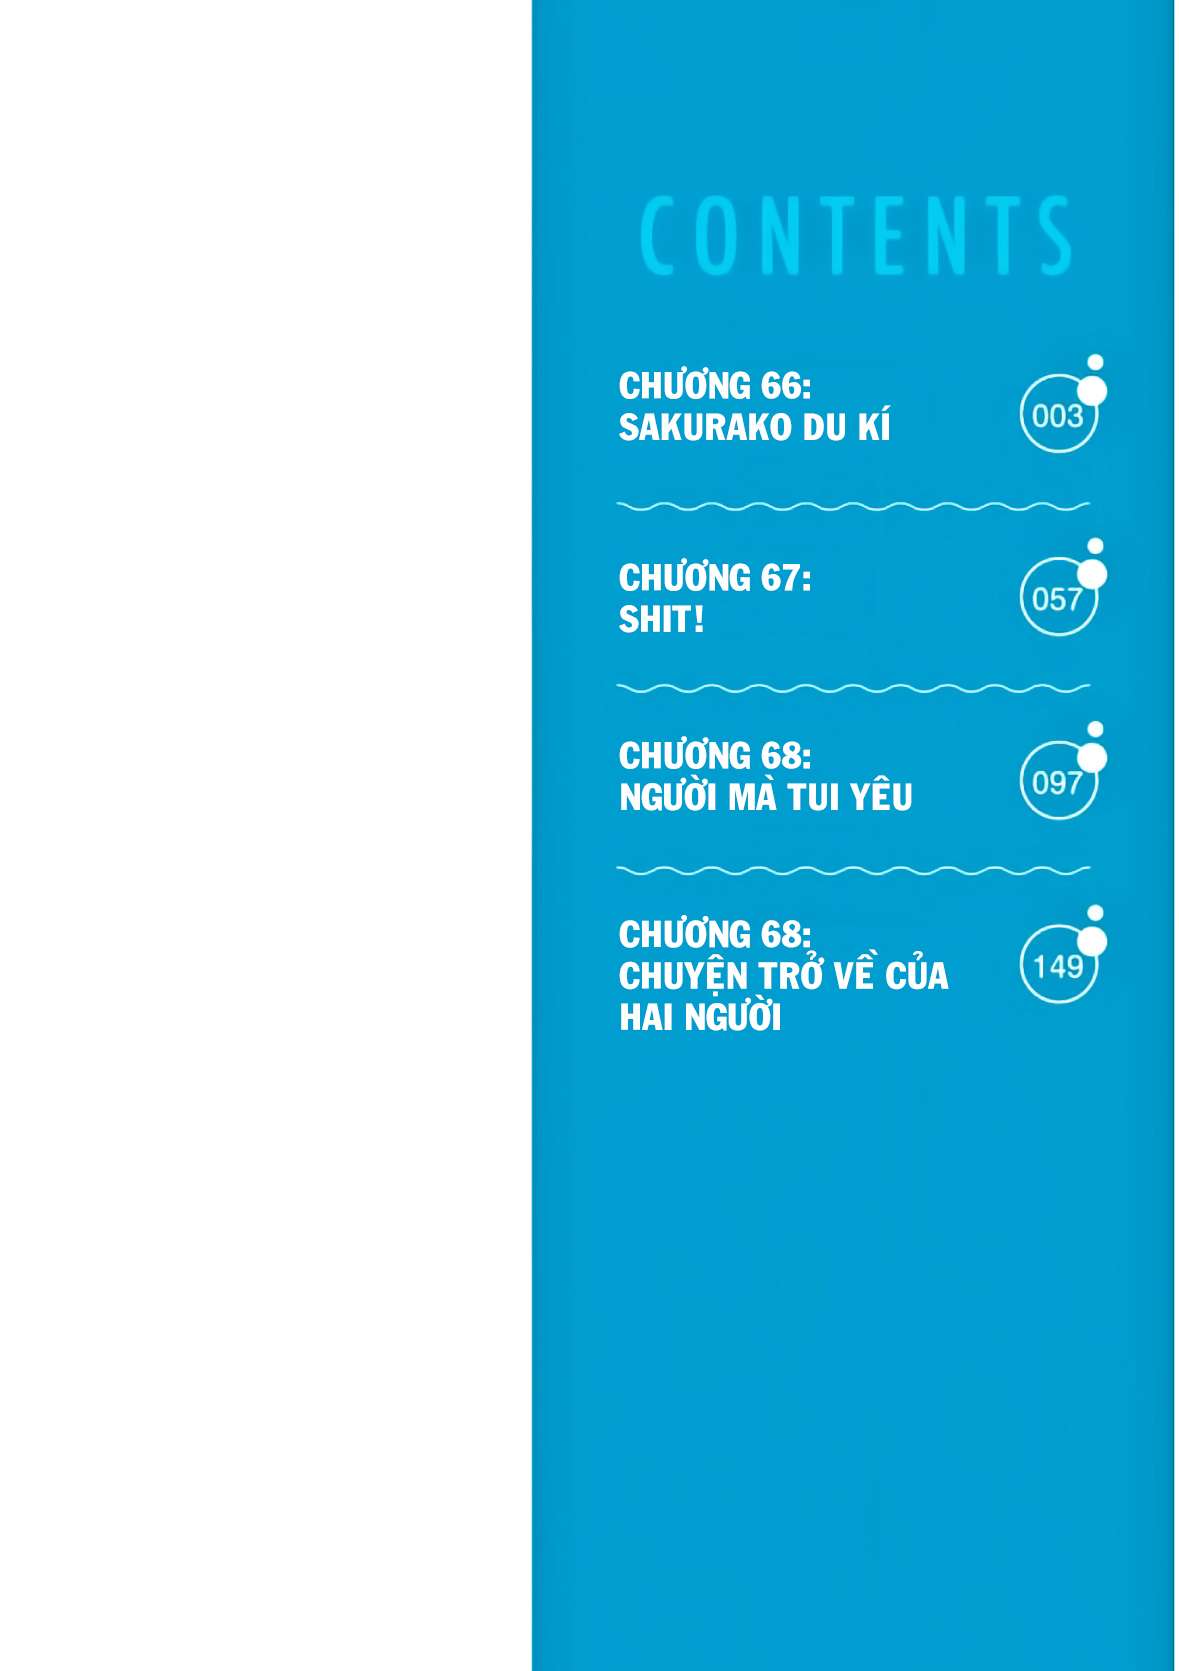 CONTENTS
CHƯƠNG 66:
SAKURAKO DU KÍ
003
CHƯƠNG 67:
SHIT!
057
CHƯƠNG 68:
NGƯỜI MÀ TUI YÊU
097
CHƯƠNG 68:
CHUYỆN TRỞ VỀ CỦA
HAI NGƯỜI
149